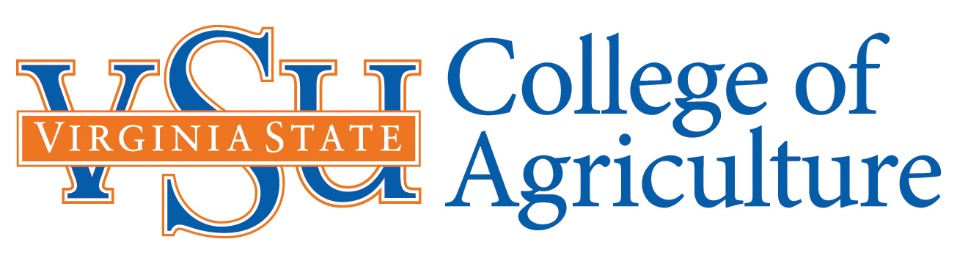 VSU
VIRGINIA STATE
College of
Agriculture